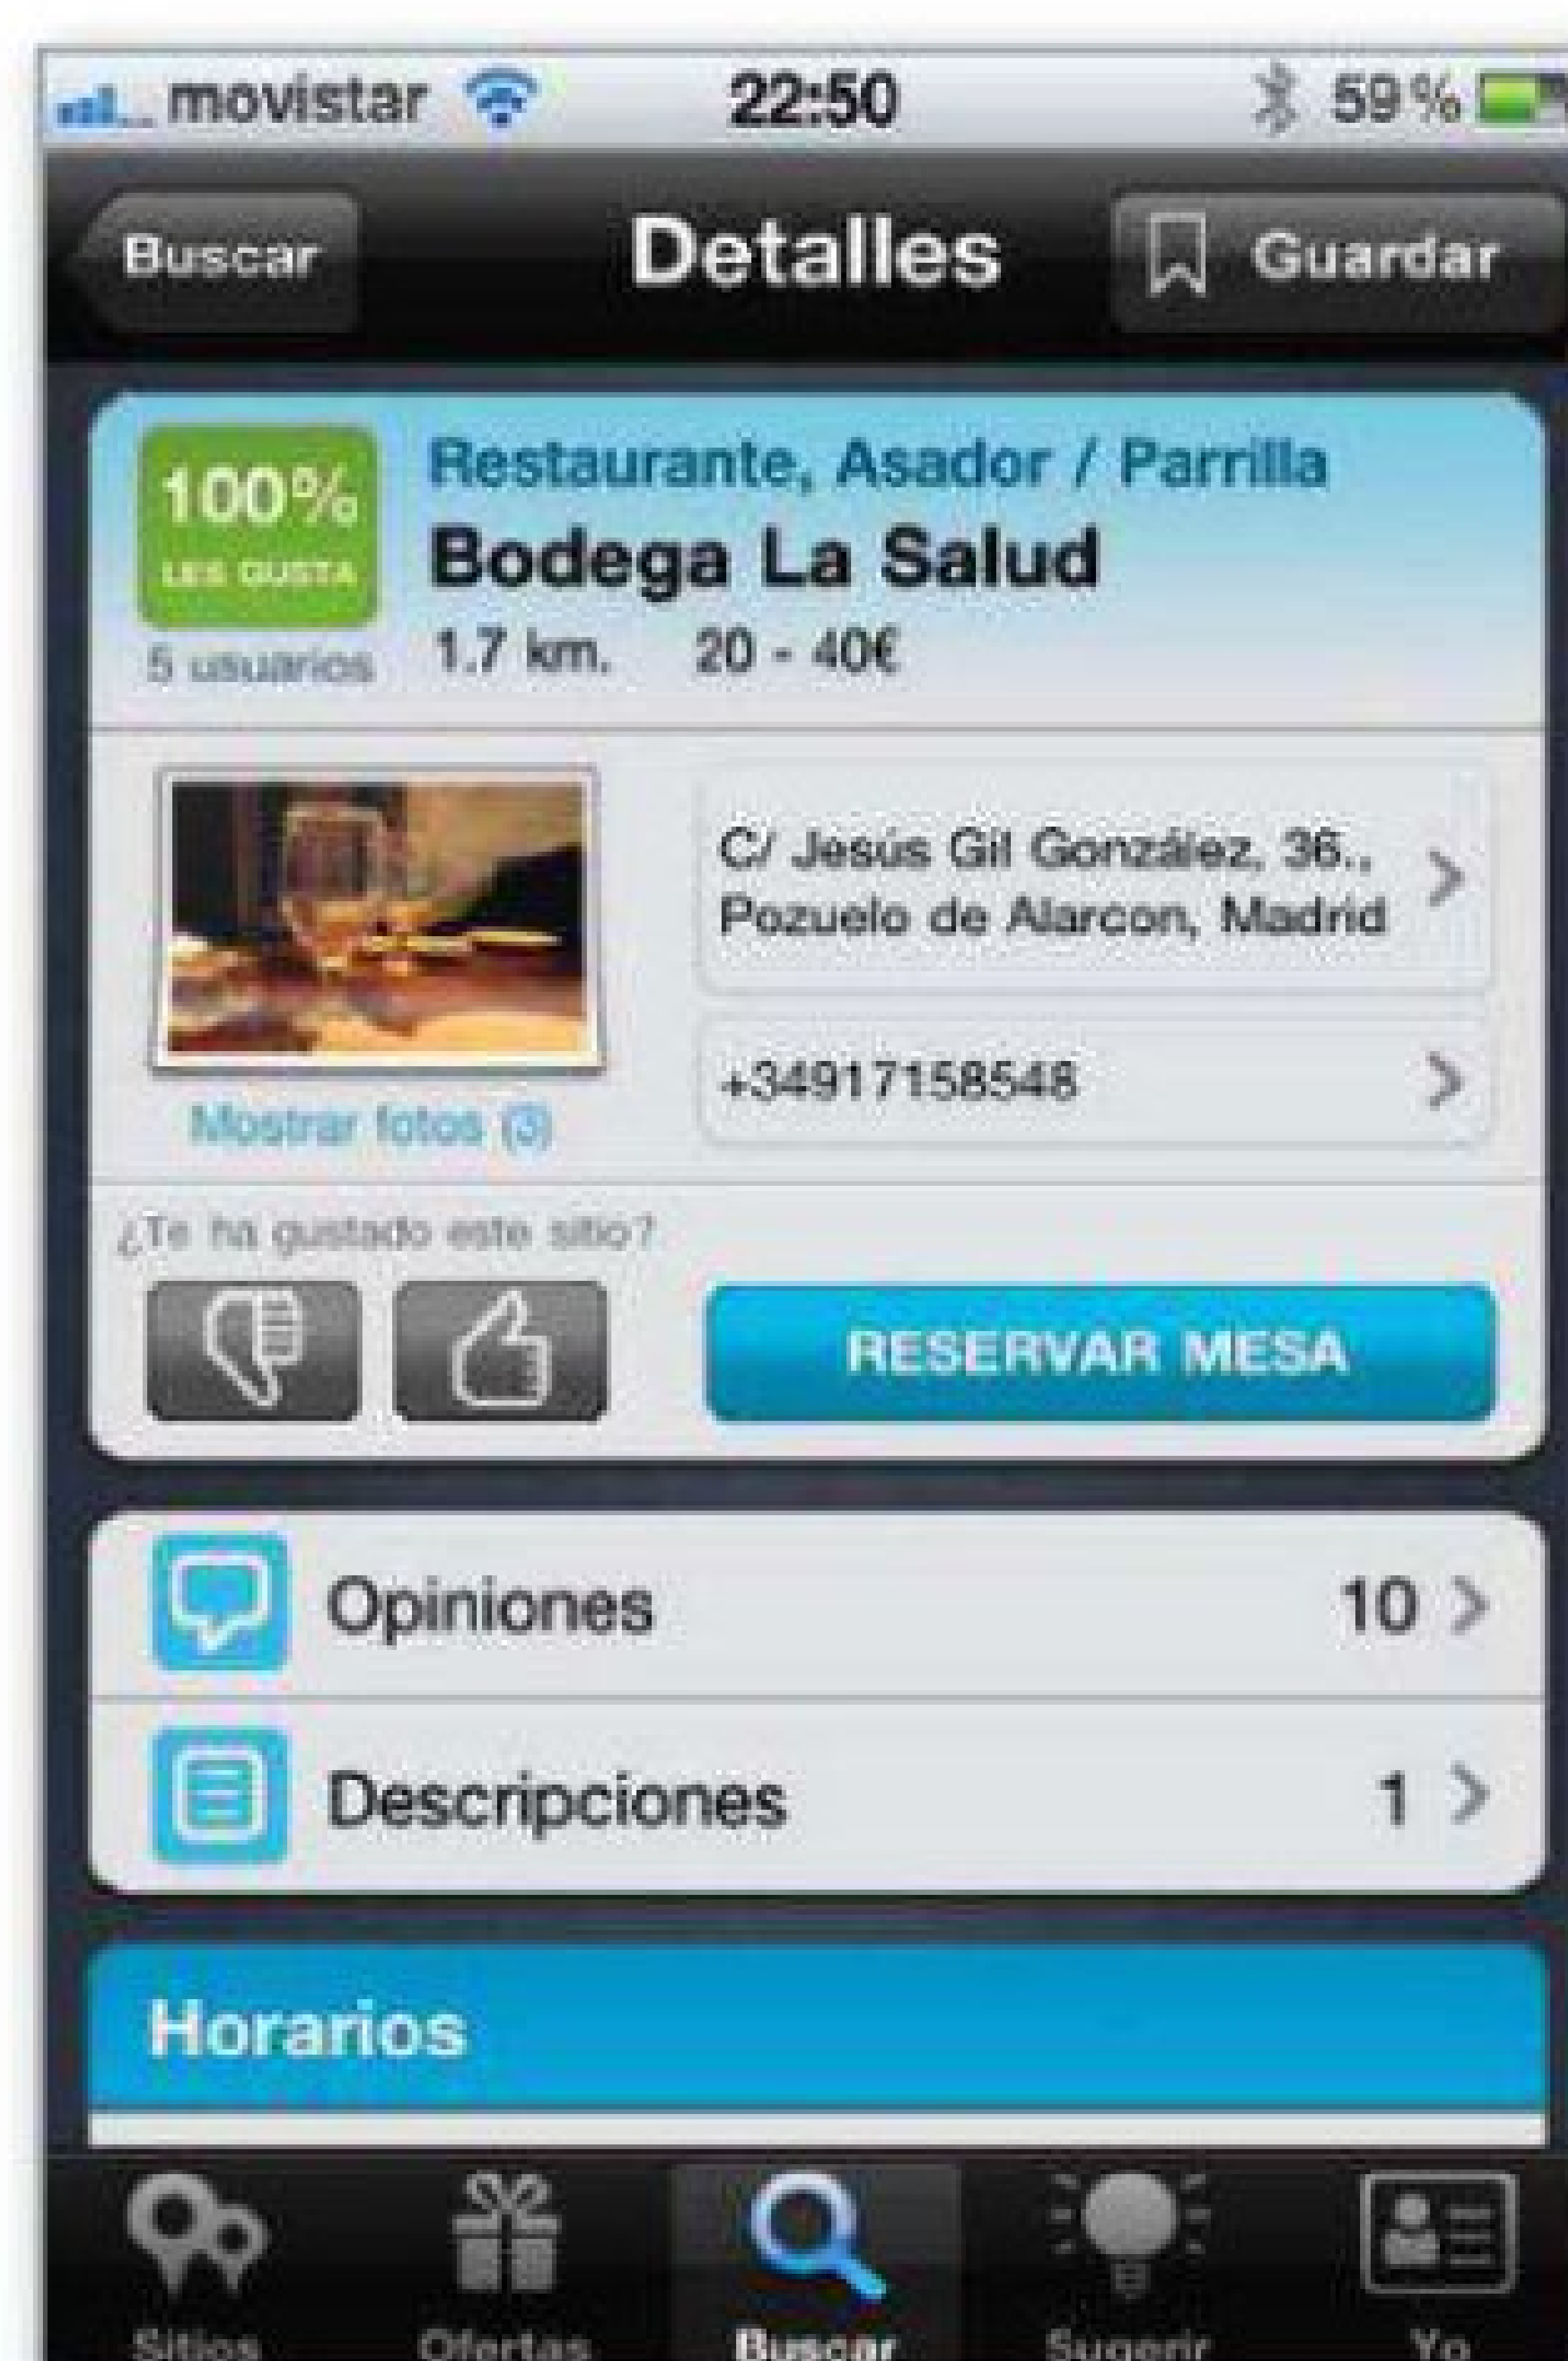 movistar 22:50 59%
Buscar Detalles Guardar
100%
LES GUSTA
5 usuarios
Restaurante, Asador / Parrilla
Bodega La Salud
1.7 km. 20 - 40€
C/ Jesús Gil González, 36.,
Pozuelo de Alarcon, Madrid
+34917158548
Mostrar fotos (3)
¿Te ha gustado este sitio?
RESERVAR MESA
Opiniones 10
Descripciones 1
Horarios
Sitios Ofertas Buscar Sugerir Yo